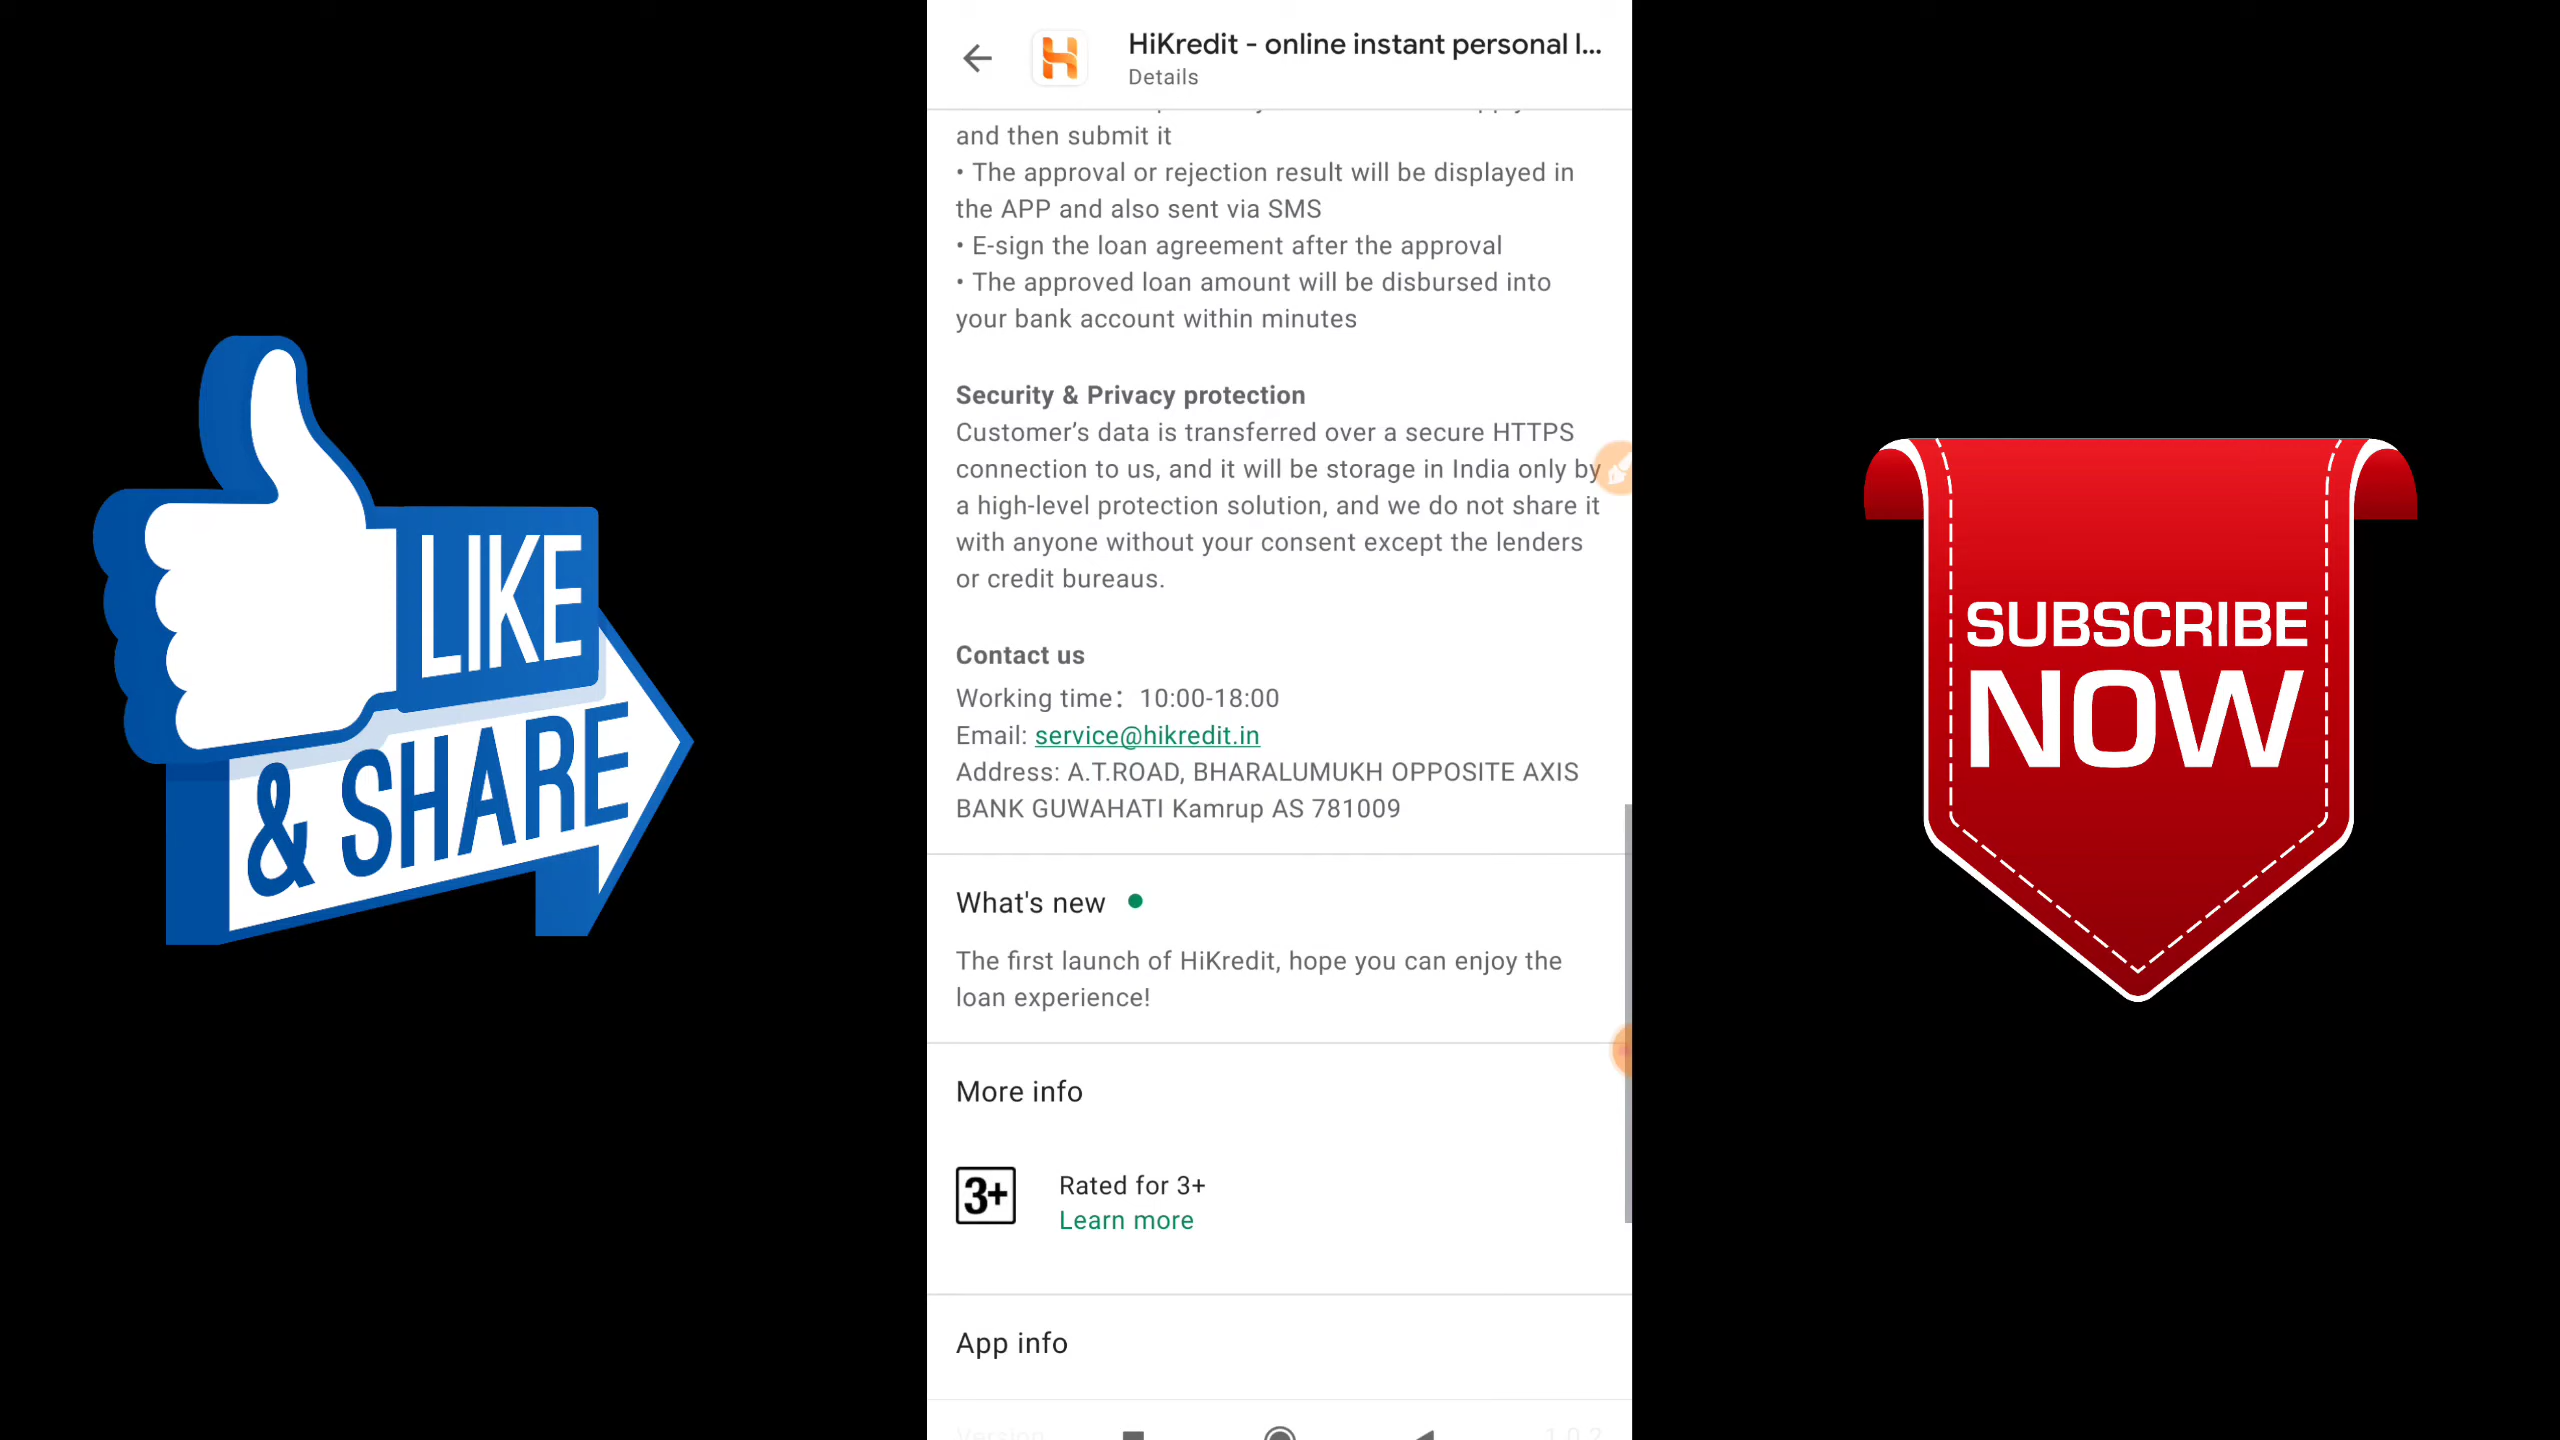 HiKredit - online instant personal l...
Details
and then submit it
• The approval or rejection result will be displayed in
the APP and also sent via SMS
• E-sign the loan agreement after the approval
• The approved loan amount will be disbursed into
your bank account within minutes
Security & Privacy protection
Customer’s data is transferred over a secure HTTPS
connection to us, and it will be storage in India only by
a high-level protection solution, and we do not share it
with anyone without your consent except the lenders
or credit bureaus.
Contact us
Working time： 10:00-18:00
Email: service@hikredit.in
Address: A.T.ROAD, BHARALUMUKH OPPOSITE AXIS
BANK GUWAHATI Kamrup AS 781009
What's new
The first launch of HiKredit, hope you can enjoy the
loan experience!
More info
3+
Rated for 3+
Learn more
App info
Version 1.0.2
LIKE
& SHARE
SUBSCRIBE
NOW